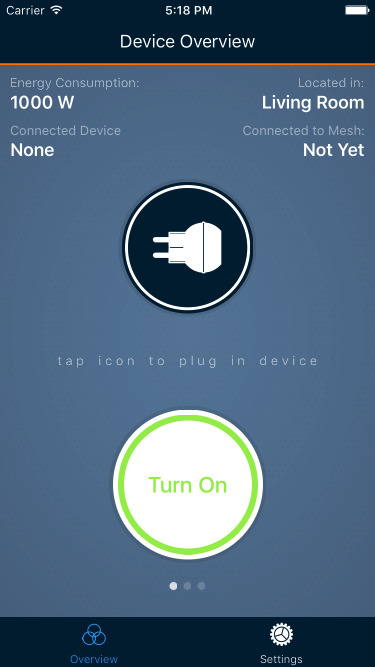 Carrier 5:18 PM
Device Overview
Energy Consumption: Located in:
1000 W Living Room
Connected Device Connected to Mesh:
None Not Yet
tap icon to plug in device
Turn On
Overview Settings